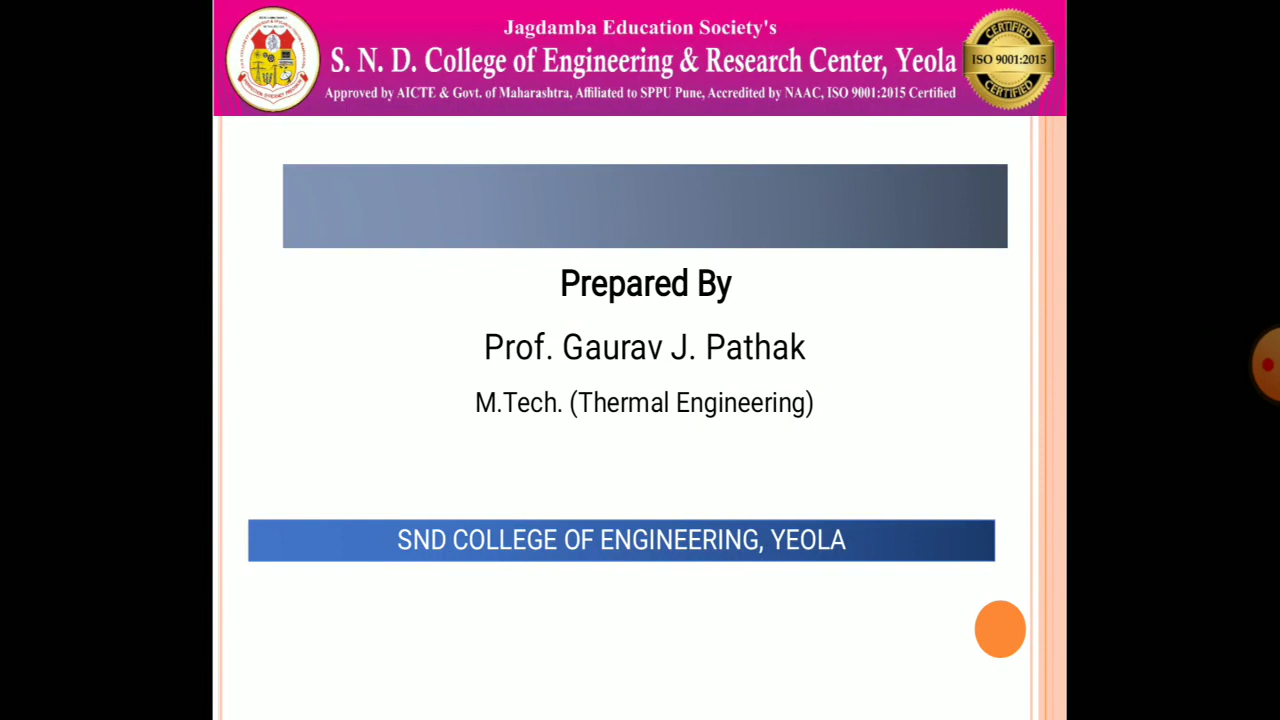 Jagdamba Education Society's
S. N. D. College of Engineering & Research Center, Yeola
Approved by AICTE & Govt. of Maharashtra, Affiliated to SPPU Pune, Accredited by NAAC, ISO 9001:2015 Certified
CERTIFIED
ISO 9001:2015
CERTIFIED
Prepared By
Prof. Gaurav J. Pathak
M.Tech. (Thermal Engineering)
SND COLLEGE OF ENGINEERING, YEOLA